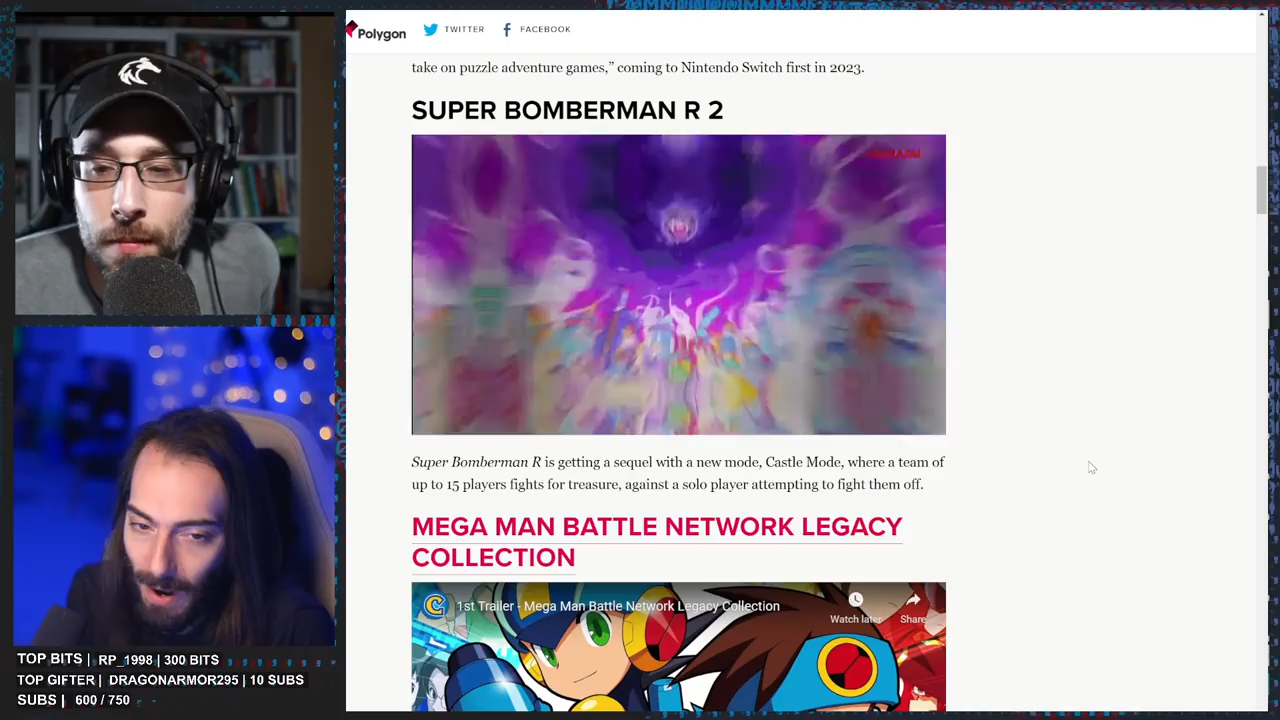 Polygon
TWITTER
FACEBOOK
take on puzzle adventure games,” coming to Nintendo Switch first in 2023.
SUPER BOMBERMAN R 2
Super Bomberman R is getting a sequel with a new mode, Castle Mode, where a team of
up to 15 players fights for treasure, against a solo player attempting to fight them off.
MEGA MAN BATTLE NETWORK LEGACY
COLLECTION
1st Trailer - Mega Man Battle Network Legacy Collection
Watch later
Share
TOP BITS | RP_1998 | 300 BITS
TOP GIFTER | DRAGONARMOR295 | 10 SUBS
SUBS | 600 / 750